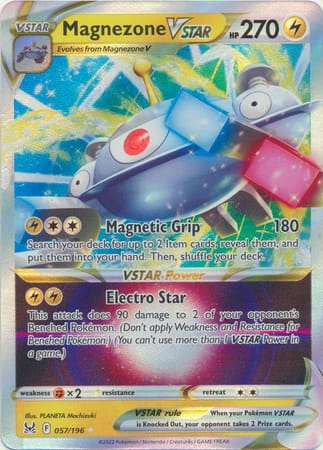 VSTAR Magnezone VSTAR HP 270
Evolves from Magnezone V
Magnetic Grip 180
Search your deck for up to 2 Item cards, reveal them, and
put them into your hand. Then, shuffle your deck.
VSTAR Power
Electro Star
This attack does 90 damage to 2 of your opponent's
Benched Pokémon. (Don't apply Weakness and Resistance for
Benched Pokémon.) (You can't use more than 1 VSTAR Power in
a game.)
weakness ×2 resistance retreat
Illus. PLANETA Mochizuki
VSTAR rule When your Pokémon VSTAR
is Knocked Out, your opponent takes 2 Prize cards.
F 057/196
©2022 Pokémon / Nintendo / Creatures / GAME FREAK